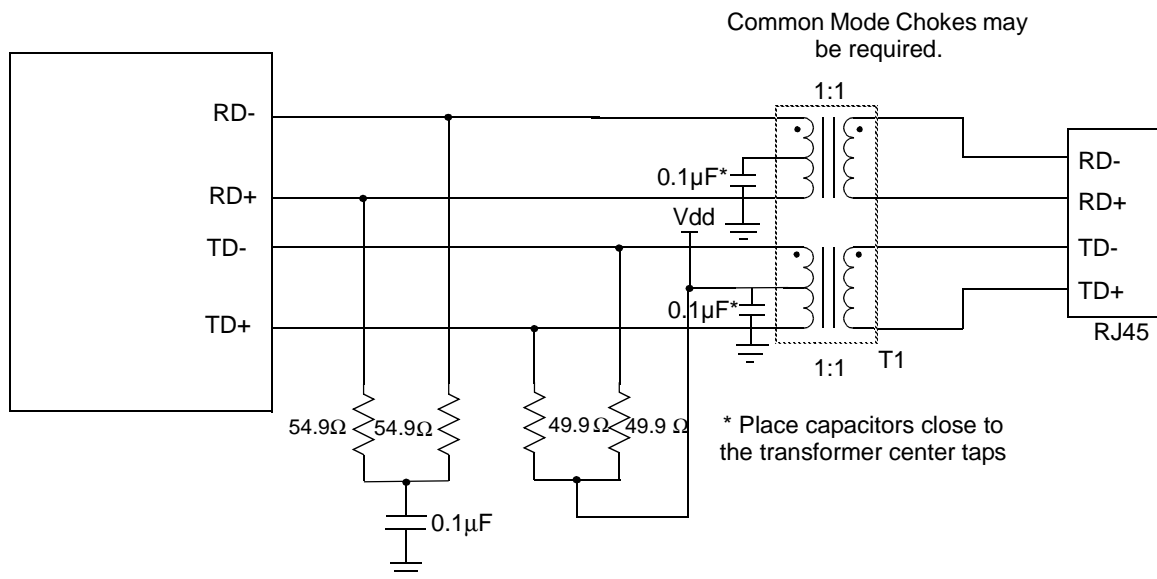 Common Mode Chokes may
be required.
1:1
RD-
RD-
0.1µF*
RD+
RD+
Vdd
TD-
TD-
0.1µF*
TD+
TD+
RJ45
1:1
T1
54.9Ω
54.9Ω
49.9 Ω
49.9 Ω
* Place capacitors close to
the transformer center taps
0.1µF